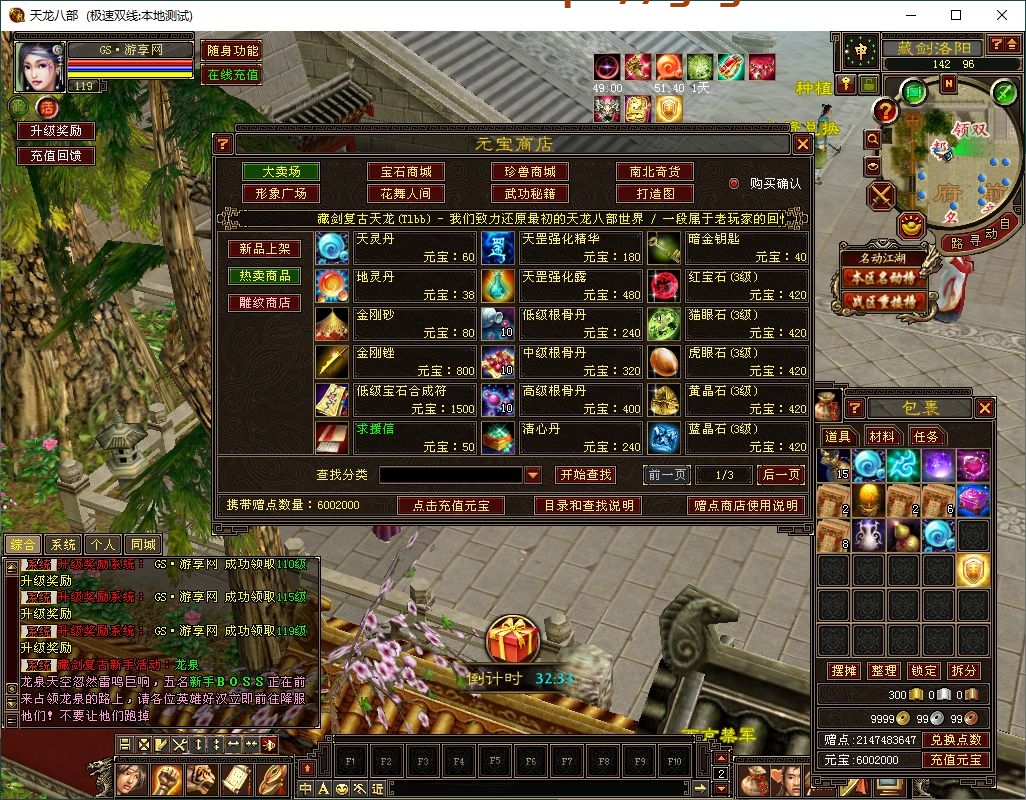 天龙八部 (极速双线:本地测试)
GS·游享网
119
随身功能
在线充值
升级奖励
充值回馈
49:00
51:40
1天
种植
藏剑洛阳
142 96
N
领双
自动寻路
名动江湖
本区名动榜
战区重楼榜
元宝商店
大卖场
宝石商城
珍兽商城
南北奇货
形象广场
花舞人间
武功秘籍
打造图
购买确认
藏剑复古天龙(Tlbb) - 我们致力还原最初的天龙八部世界 / 一段属于老玩家的回忆
新品上架
热卖商品
雕纹商店
天灵丹
元宝：60
天罡强化精华
元宝：180
暗金钥匙
元宝：40
地灵丹
元宝：38
天罡强化露
元宝：480
红宝石(3级)
元宝：420
金刚砂
元宝：80
10
低级根骨丹
元宝：240
猫眼石(3级)
元宝：420
金刚锉
元宝：800
10
中级根骨丹
元宝：320
虎眼石(3级)
元宝：420
低级宝石合成符
元宝：1500
10
高级根骨丹
元宝：400
黄晶石(3级)
元宝：420
求援信
元宝：50
清心丹
元宝：240
蓝晶石(3级)
元宝：420
查找分类
开始查找
前一页
1/3
后一页
携带赠点数量：6002000
点击充值元宝
目录和查找说明
赠点商店使用说明
包裹
道具
材料
任务
15
2
2
6
8
摆摊
整理
锁定
拆分
300 0 0
9999 99 99
赠点:2147483647
兑换点数
元宝:6002000
充值元宝
综合
系统
个人
同城
系统 升级奖励系统： GS·游享网 成功领取110级
升级奖励
系统 升级奖励系统： GS·游享网 成功领取115级
升级奖励
系统 升级奖励系统： GS·游享网 成功领取119级
升级奖励
系统 藏剑复古新手活动：龙泉
龙泉天空忽然雷鸣巨响，五名新手BOSS正在前
来占领龙泉的路上，请各位英雄好汉立即前往降服
他们！不要让他们跑掉
倒计时 32:33
F1
F2
F3
F4
F5
F6
F7
F8
F9
F10
2
中
A
近